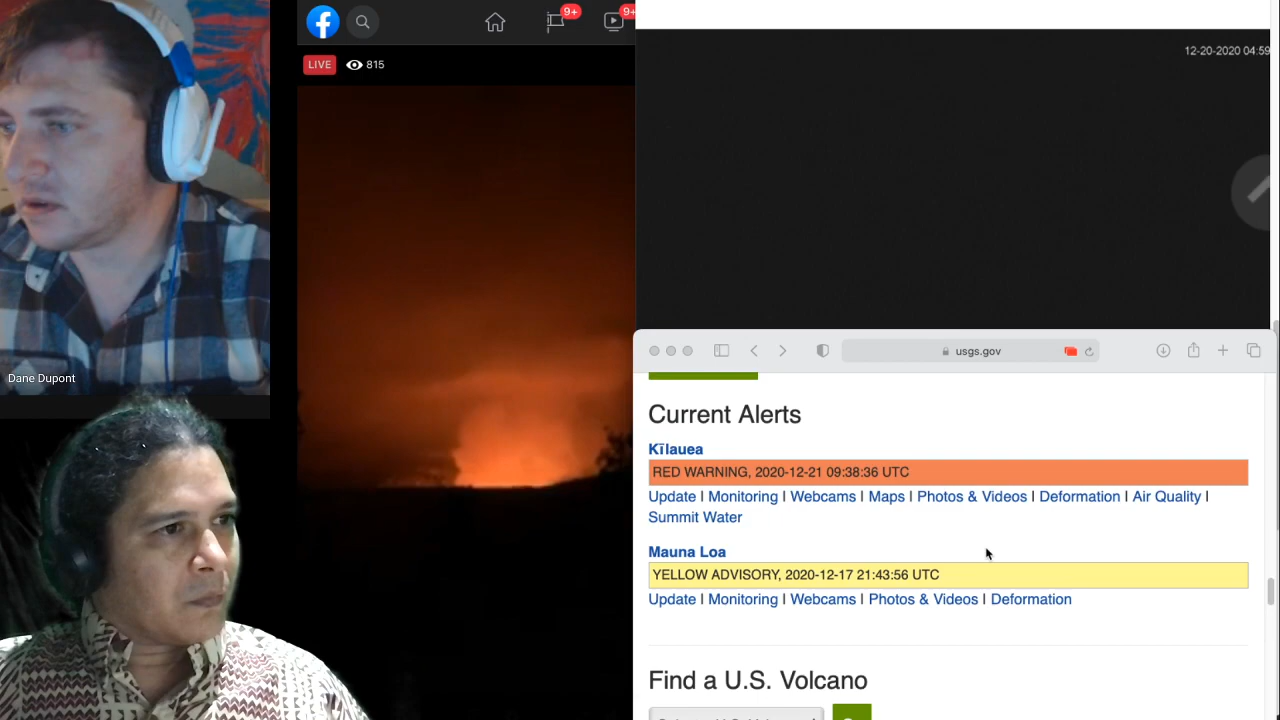 9+
9+
LIVE 815
12-20-2020 04:59
Dane Dupont
usgs.gov
Current Alerts
Kīlauea
RED WARNING, 2020-12-21 09:38:36 UTC
Update | Monitoring | Webcams | Maps | Photos & Videos | Deformation | Air Quality |
Summit Water
Mauna Loa
YELLOW ADVISORY, 2020-12-17 21:43:56 UTC
Update | Monitoring | Webcams | Photos & Videos | Deformation
Find a U.S. Volcano